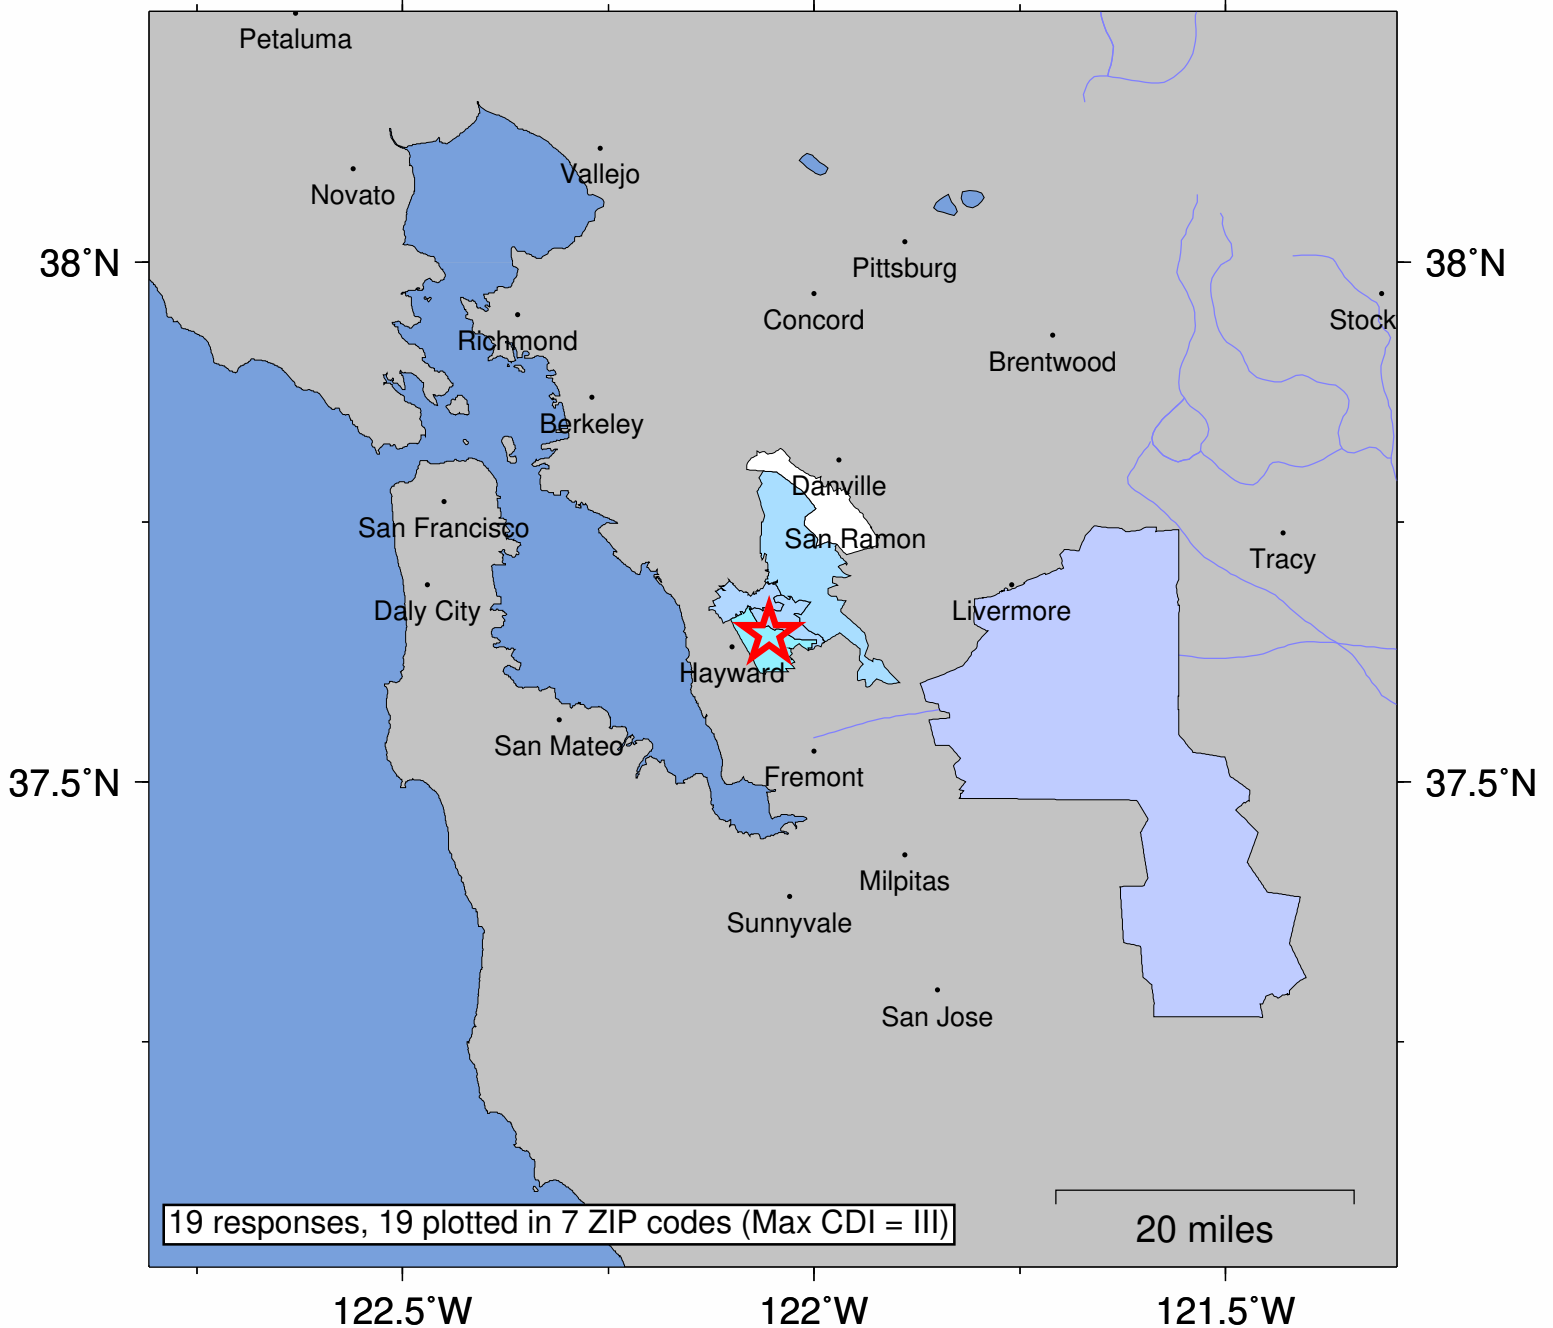 Petaluma
Vallejo
Novato
38˚N
38˚N
Pittsburg
Concord
Stock
Richmond
Brentwood
Berkeley
Danville
San Francisco
San Ramon
Tracy
Daly City
Livermore
Hayward
San Mateo
Fremont
37.5˚N
37.5˚N
Milpitas
Sunnyvale
San Jose
19 responses, 19 plotted in 7 ZIP codes (Max CDI = III)
20 miles
122.5˚W
122˚W
121.5˚W